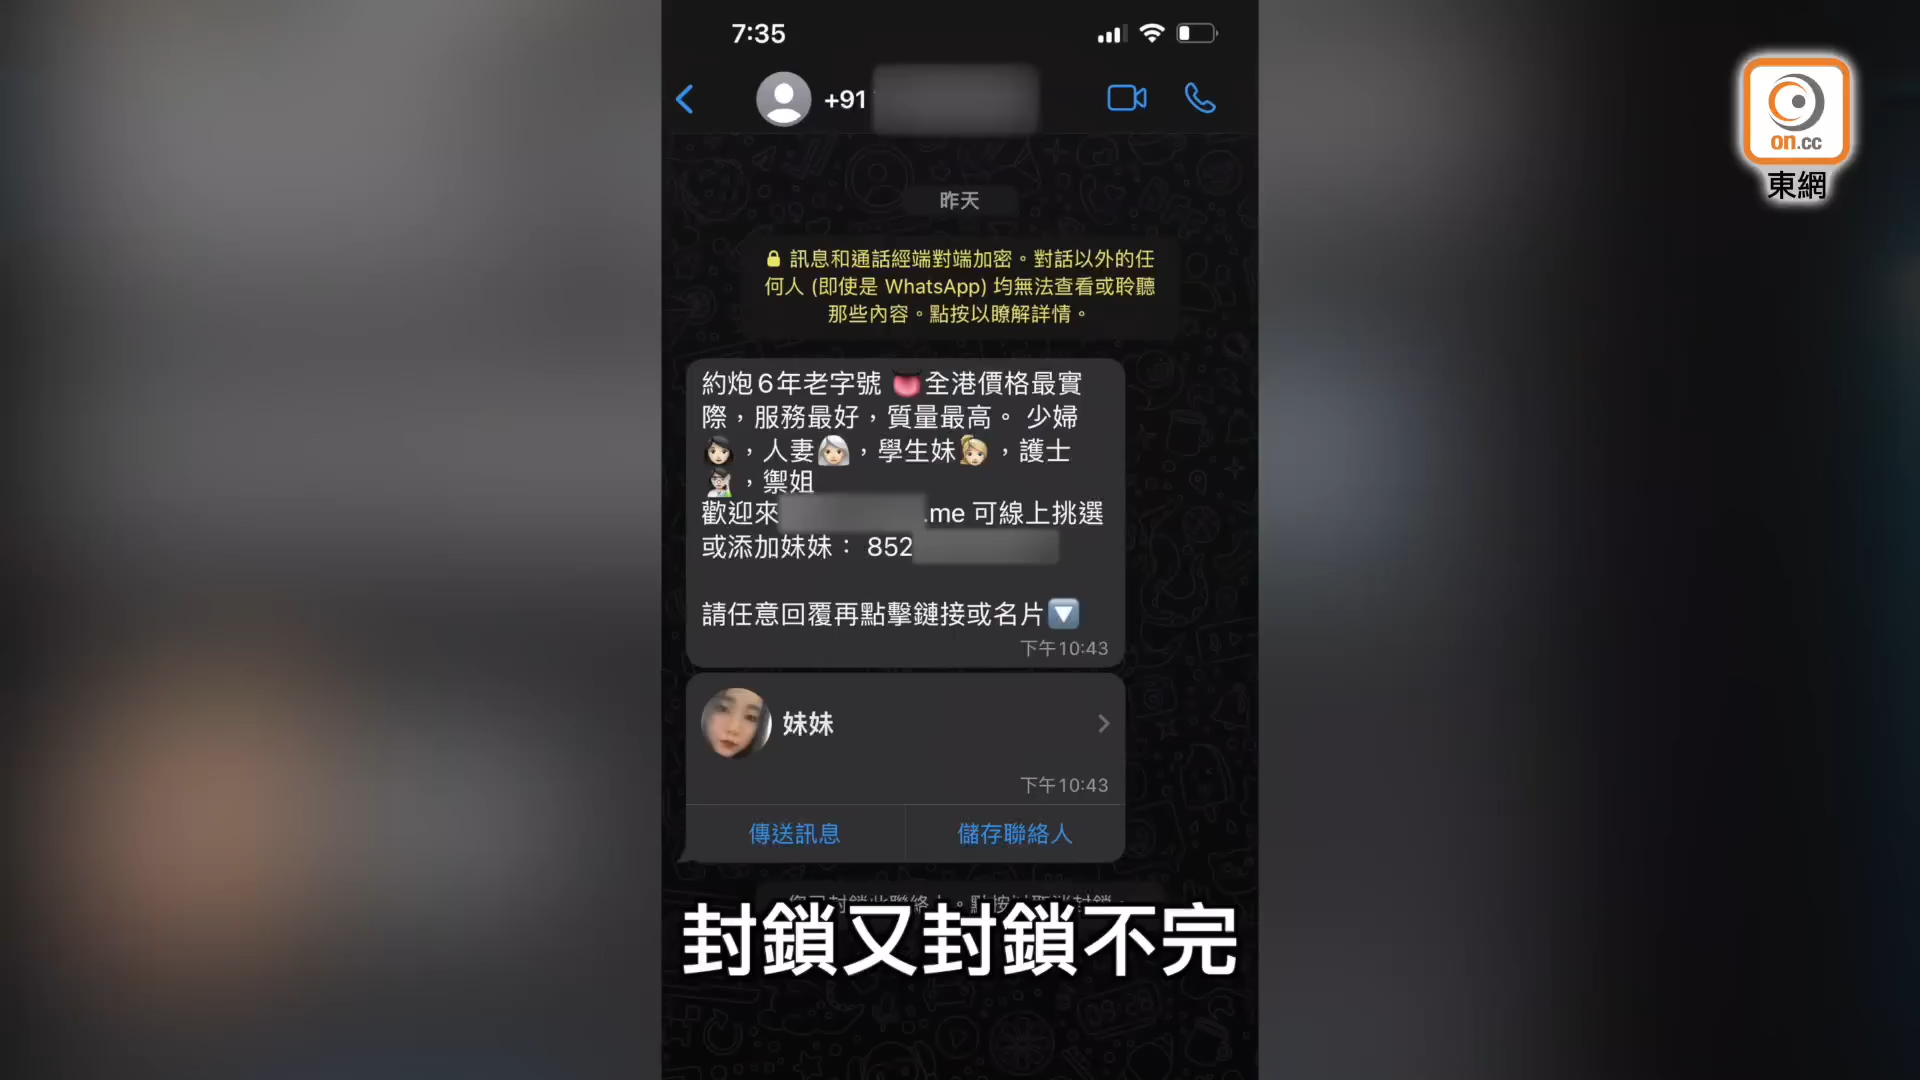 7:35
+91
on.cc
東網
昨天
訊息和通話經端對端加密。對話以外的任
何人 (即使是 WhatsApp) 均無法查看或聆聽
那些內容。點按以瞭解詳情。
約炮6年老字號 👅全港價格最實
際，服務最好，質量最高。 少婦
，人妻，學生妹，護士
，禦姐
歡迎來 .me 可線上挑選
或添加妹妹： 852
請任意回覆再點擊鏈接或名片🔽
下午10:43
妹妹
下午10:43
傳送訊息
儲存聯絡人
封鎖又封鎖不完